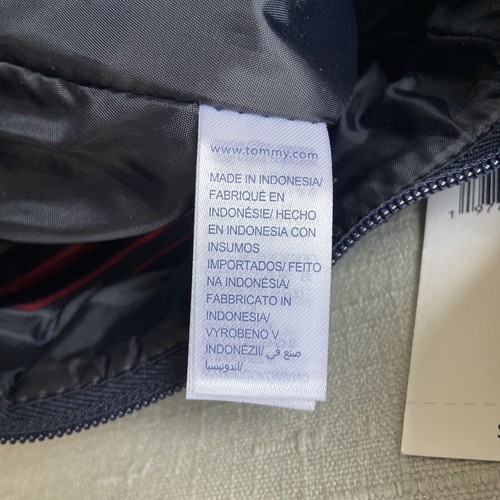 www.tommy.com
MADE IN INDONESIA/
FABRIQUÉ EN
INDONÉSIE/ HECHO
EN INDONESIA CON
INSUMOS
IMPORTADOS/ FEITO
NA INDONÉSIA/
FABBRICATO IN
INDONESIA/
VYROBENO V
INDONÉZII/ صنع في
اندونيسيا/